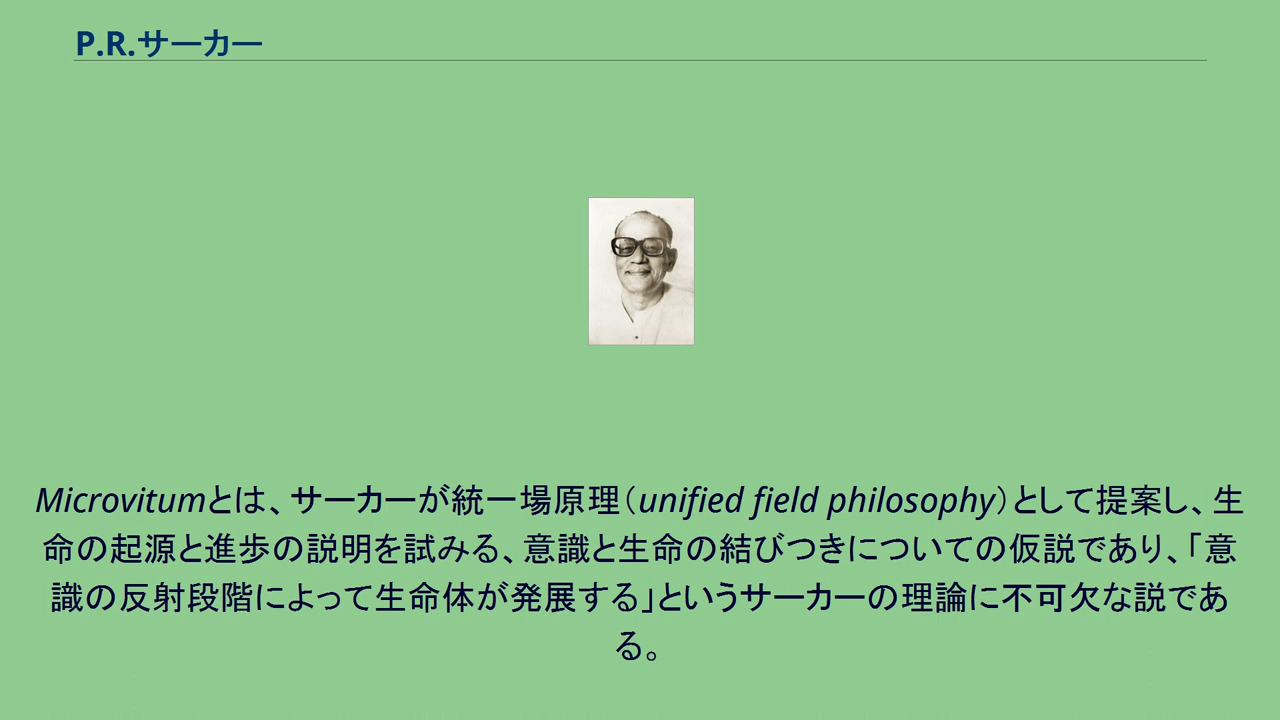 P.R.サーカー
Microvitumとは、サーカーが統一場原理（unified field philosophy）として提案し、生
命の起源と進歩の説明を試みる、意識と生命の結びつきについての仮説であり、「意
識の反射段階によって生命体が発展する」というサーカーの理論に不可欠な説であ
る。